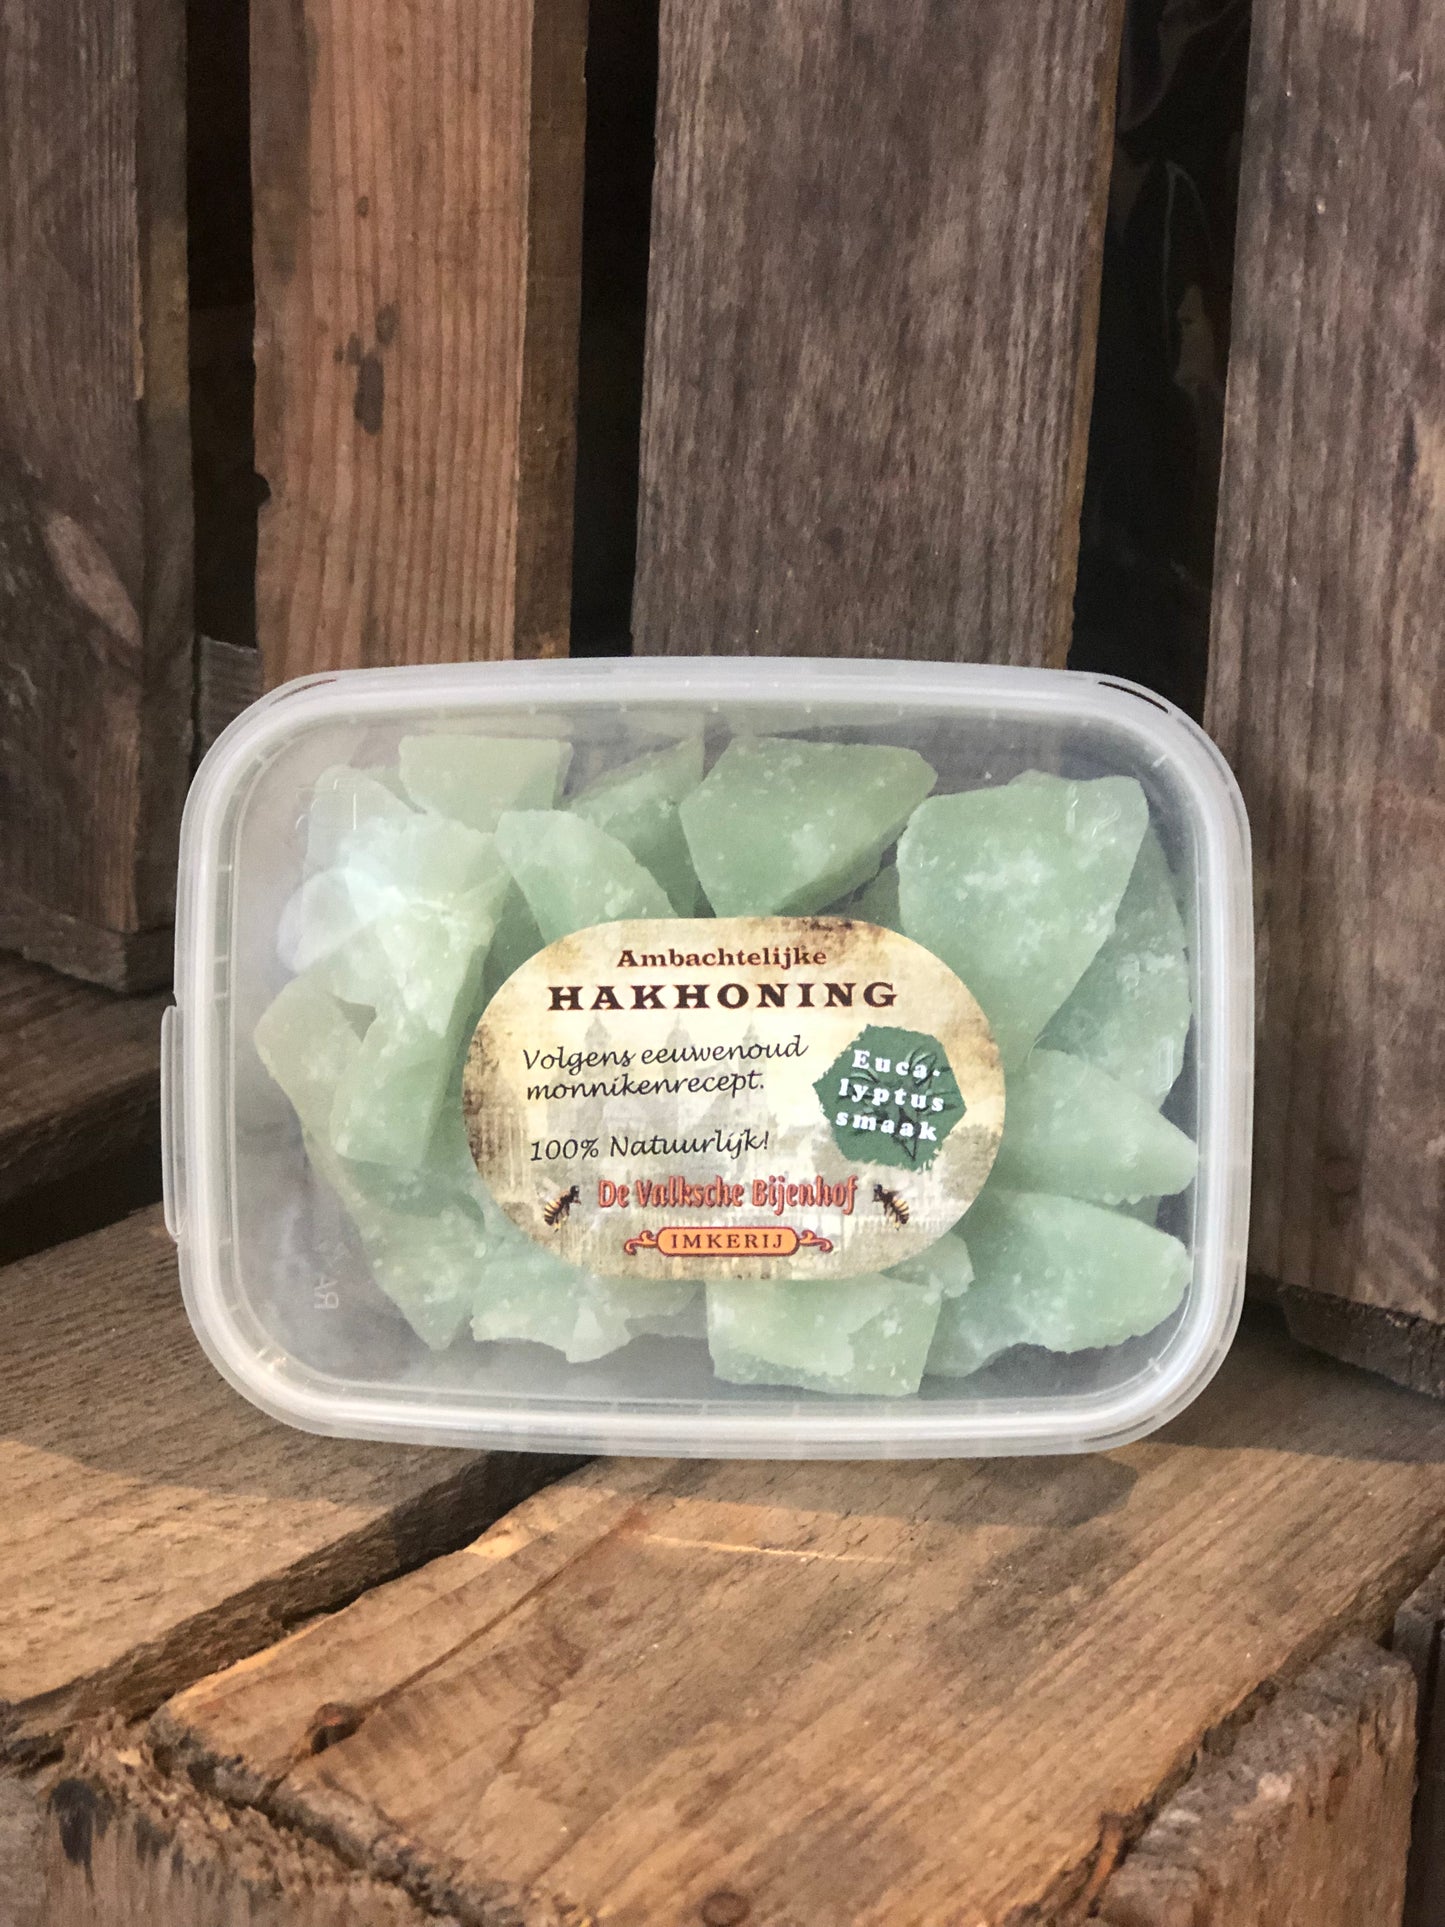 Ambachtelijke
HAKHONING
Volgens eeuwenoud
monnikenrecept.
100% Natuurlijk!
Euca-
lyptus
smaak
De Valksche Bijenhof
IMKERIJ